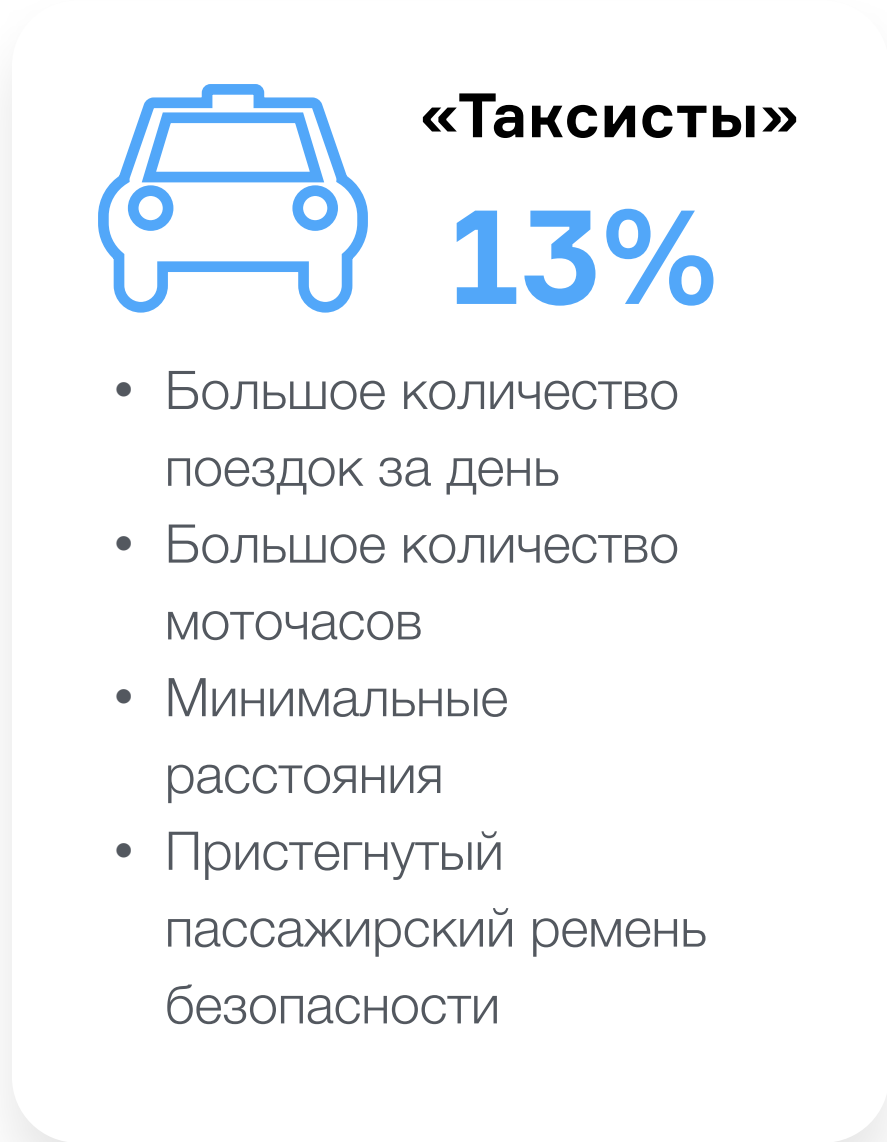 «Таксисты»
13%
• Большое количество
поездок за день
• Большое количество
моточасов
• Минимальные
расстояния
• Пристегнутый
пассажирский ремень
безопасности